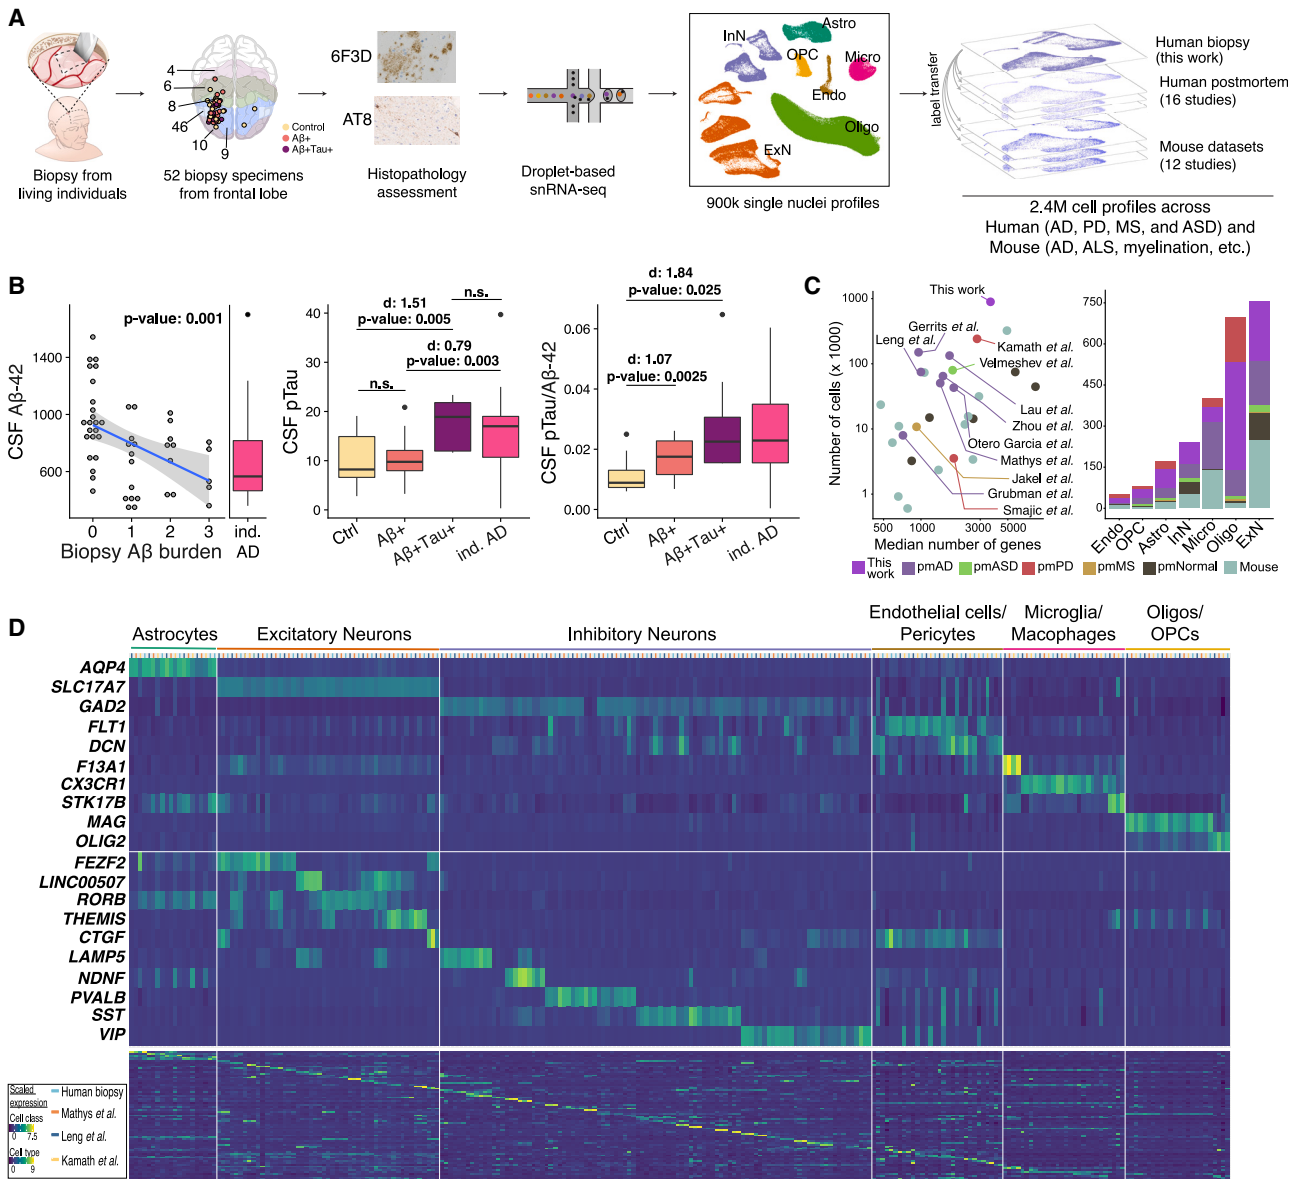 A
4
6
8
46
10
9
Control
Aβ+
Aβ+Tau+
6F3D
AT8
InN
Astro
OPC
Micro
Endo
Oligo
ExN
label transfer
Human biopsy
(this work)
Human postmortem
(16 studies)
Mouse datasets
(12 studies)
Biopsy from
living individuals
52 biopsy specimens
from frontal lobe
Histopathology
assessment
Droplet-based
snRNA-seq
900k single nuclei profiles
2.4M cell profiles across
Human (AD, PD, MS, and ASD) and
Mouse (AD, ALS, myelination, etc.)
B
p-value: 0.001
CSF Aβ-42
1400
1000
600
0 1 2 3
Biopsy Aβ burden
ind.
AD
CSF pTau
40
30
20
10
0
d: 1.51
p-value: 0.005
n.s.
d: 0.79
p-value: 0.003
n.s.
Ctrl
Aβ+
Aβ+Tau+
ind. AD
CSF pTau/Aβ-42
0.06
0.04
0.02
0.00
d: 1.84
p-value: 0.025
d: 1.07
p-value: 0.0025
Ctrl
Aβ+
Aβ+Tau+
ind. AD
C
Number of cells (x 1000)
1000
100
10
1
500 1000 3000 5000
Median number of genes
This work
Gerrits et al.
Leng et al.
Kamath et al.
Velmeshev et al.
Lau et al.
Zhou et al.
Otero Garcia et al.
Mathys et al.
Jakel et al.
Grubman et al.
Smajic et al.
750
600
450
300
150
0
Endo
OPC
Astro
InN
Micro
Oligo
ExN
This work
pmAD
pmASD
pmPD
pmMS
pmNormal
Mouse
D
Astrocytes
Excitatory Neurons
Inhibitory Neurons
Endothelial cells/
Pericytes
Microglia/
Macophages
Oligos/
OPCs
AQP4
SLC17A7
GAD2
FLT1
DCN
F13A1
CX3CR1
STK17B
MAG
OLIG2
FEZF2
LINC00507
RORB
THEMIS
CTGF
LAMP5
NDNF
PVALB
SST
VIP
Scaled
expression
Cell class
0 7.5
Cell type
0 9
Human biopsy
Mathys et al.
Leng et al.
Kamath et al.